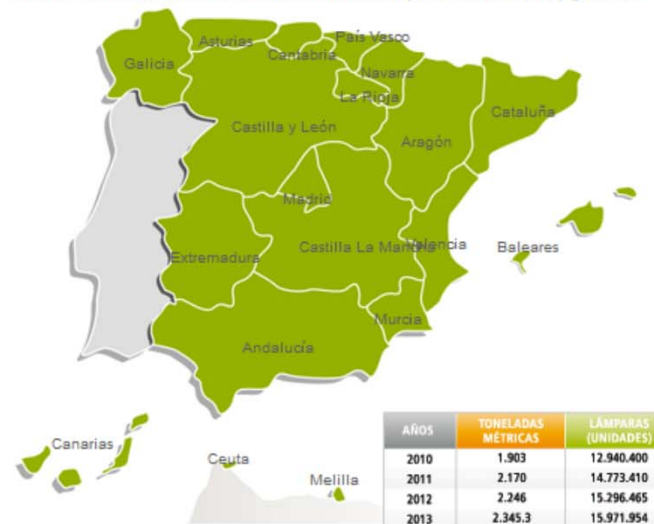 País Vasco
Asturias
Cantabria
Galicia
Navarra
La Rioja
Cataluña
Castilla y León
Aragón
Madrid
Castilla La Mancha
Valencia
Baleares
Extremadura
Murcia
Andalucía
Canarias
Ceuta
Melilla
AÑOS TONELADAS MÉTRICAS LÁMPARAS (UNIDADES)
2010 1.903 12.940.400
2011 2.170 14.773.410
2012 2.246 15.296.465
2013 2.345.3 15.971.954